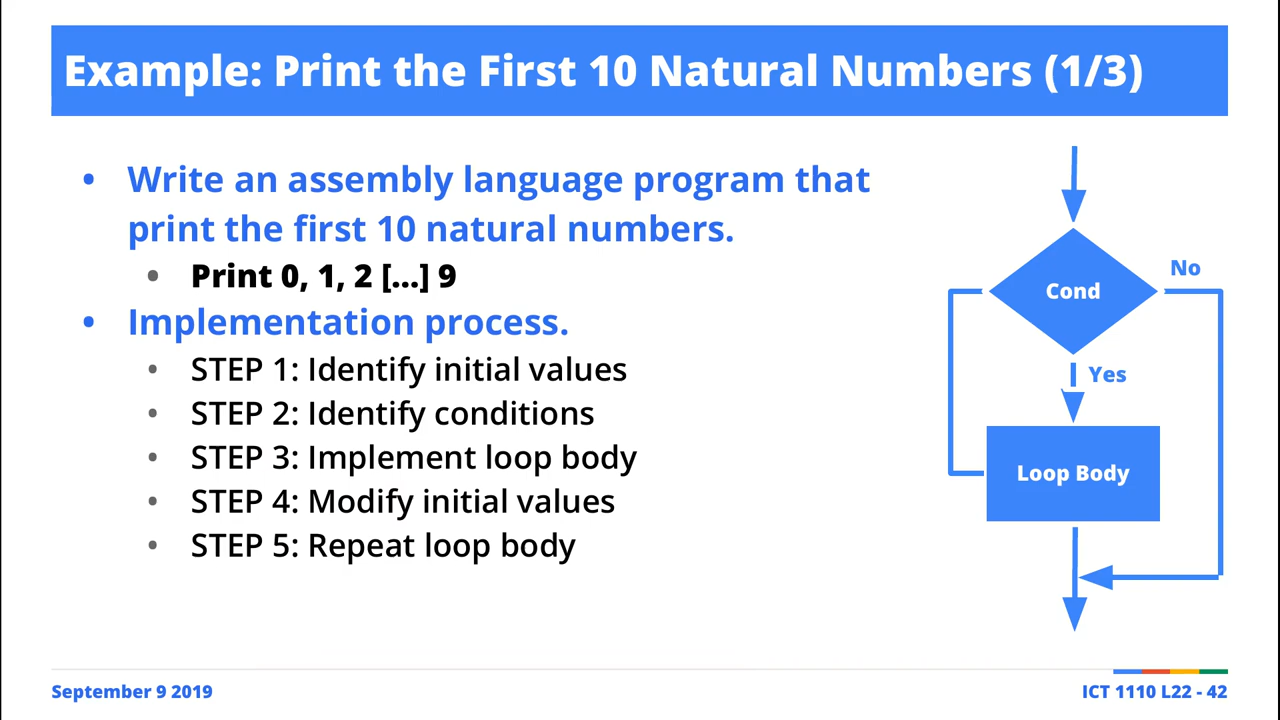 Example: Print the First 10 Natural Numbers (1/3)
• Write an assembly language program that
print the first 10 natural numbers.
• Print 0, 1, 2 [...] 9
• Implementation process.
• STEP 1: Identify initial values
• STEP 2: Identify conditions
• STEP 3: Implement loop body
• STEP 4: Modify initial values
• STEP 5: Repeat loop body
No
Cond
Yes
Loop Body
September 9 2019
ICT 1110 L22 - 42